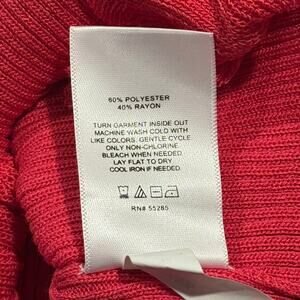 60% POLYESTER
40% RAYON
TURN GARMENT INSIDE OUT
MACHINE WASH COLD WITH
LIKE COLORS. GENTLE CYCLE
ONLY NON-CHLORINE
BLEACH WHEN NEEDED
LAY FLAT TO DRY
COOL IRON IF NEEDED
RN# 55285